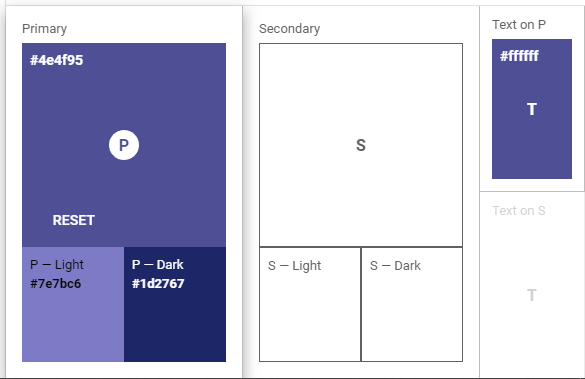 Primary
#4e4f95
P
RESET
P — Light
#7e7bc6
P — Dark
#1d2767
Secondary
S
S — Light
S — Dark
Text on P
#ffffff
T
Text on S
T